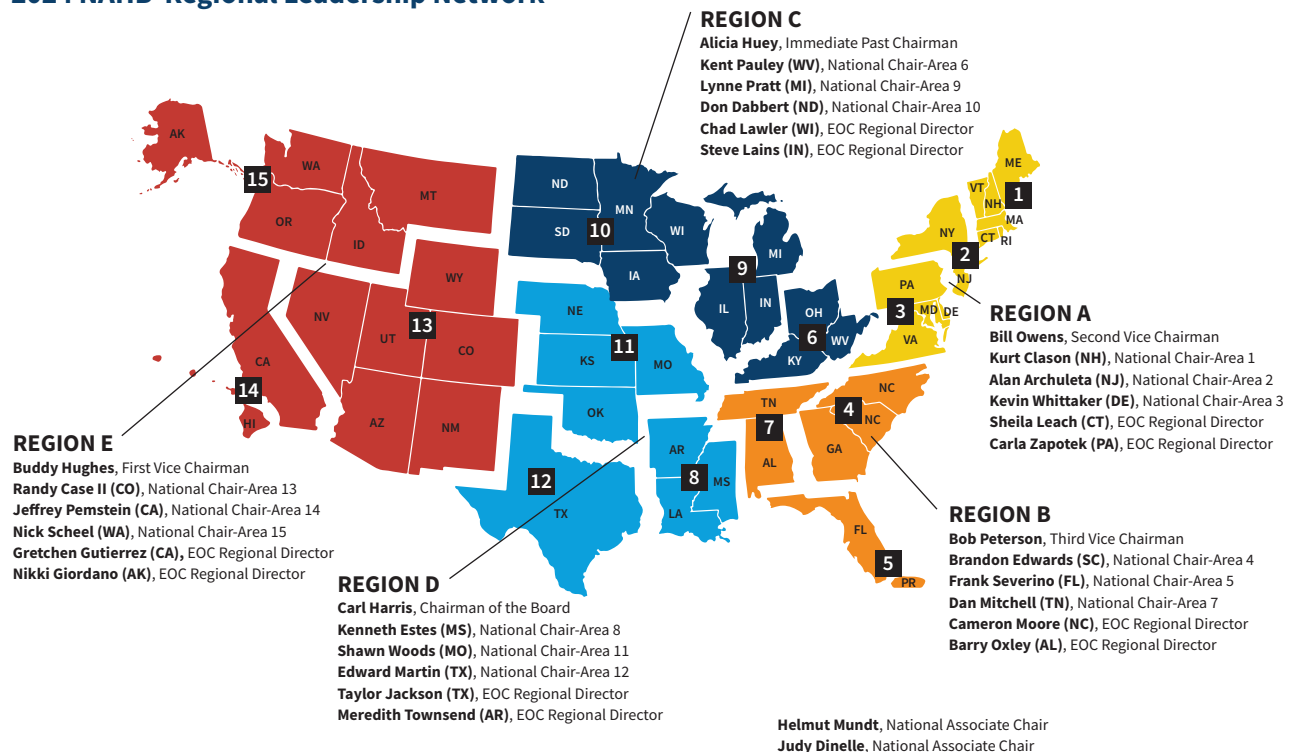 2024 NAHB Regional Leadership Network
REGION C
Alicia Huey, Immediate Past Chairman
Kent Pauley (WV), National Chair-Area 6
Lynne Pratt (MI), National Chair-Area 9
Don Dabbert (ND), National Chair-Area 10
Chad Lawler (WI), EOC Regional Director
Steve Lains (IN), EOC Regional Director
AK
WA
15
OR
ID
MT
WY
NV
UT
13
CO
CA
14
HI
AZ
NM
ND
MN
SD
10
WI
IA
9
MI
IL
IN
OH
6
WV
KY
NE
KS
11
MO
OK
12
TX
AR
8
MS
LA
ME
VT
NH
1
MA
NY
CT
RI
2
NJ
PA
3
MD
DE
VA
TN
7
AL
NC
4
NC
GA
FL
5
PR
REGION A
Bill Owens, Second Vice Chairman
Kurt Clason (NH), National Chair-Area 1
Alan Archuleta (NJ), National Chair-Area 2
Kevin Whittaker (DE), National Chair-Area 3
Sheila Leach (CT), EOC Regional Director
Carla Zapotek (PA), EOC Regional Director
REGION E
Buddy Hughes, First Vice Chairman
Randy Case II (CO), National Chair-Area 13
Jeffrey Pemstein (CA), National Chair-Area 14
Nick Scheel (WA), National Chair-Area 15
Gretchen Gutierrez (CA), EOC Regional Director
Nikki Giordano (AK), EOC Regional Director
REGION B
Bob Peterson, Third Vice Chairman
Brandon Edwards (SC), National Chair-Area 4
Frank Severino (FL), National Chair-Area 5
Dan Mitchell (TN), National Chair-Area 7
Cameron Moore (NC), EOC Regional Director
Barry Oxley (AL), EOC Regional Director
REGION D
Carl Harris, Chairman of the Board
Kenneth Estes (MS), National Chair-Area 8
Shawn Woods (MO), National Chair-Area 11
Edward Martin (TX), National Chair-Area 12
Taylor Jackson (TX), EOC Regional Director
Meredith Townsend (AR), EOC Regional Director
Helmut Mundt, National Associate Chair
Judy Dinelle, National Associate Chair